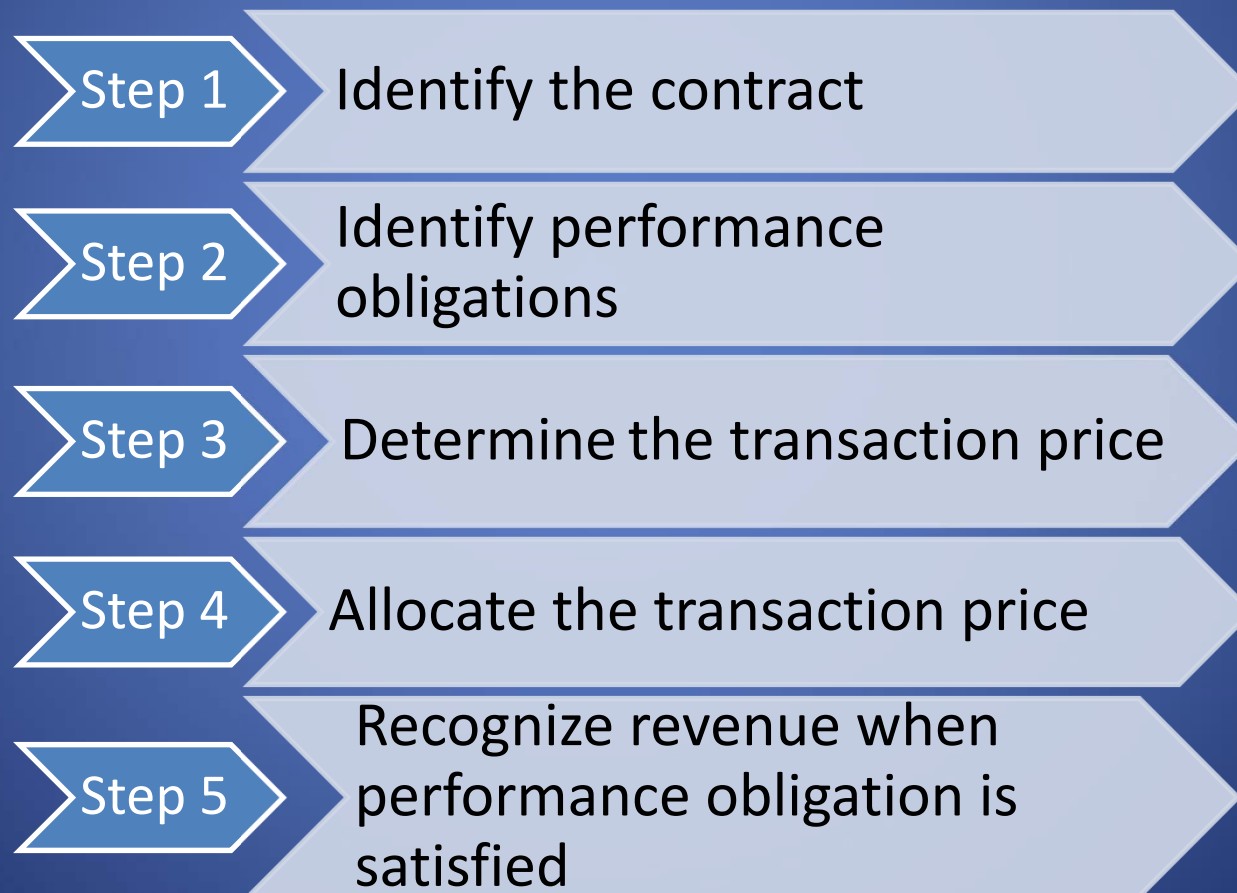 Step 1
Identify the contract
Step 2
Identify performance
obligations
Step 3
Determine the transaction price
Step 4
Allocate the transaction price
Step 5
Recognize revenue when
performance obligation is
satisfied